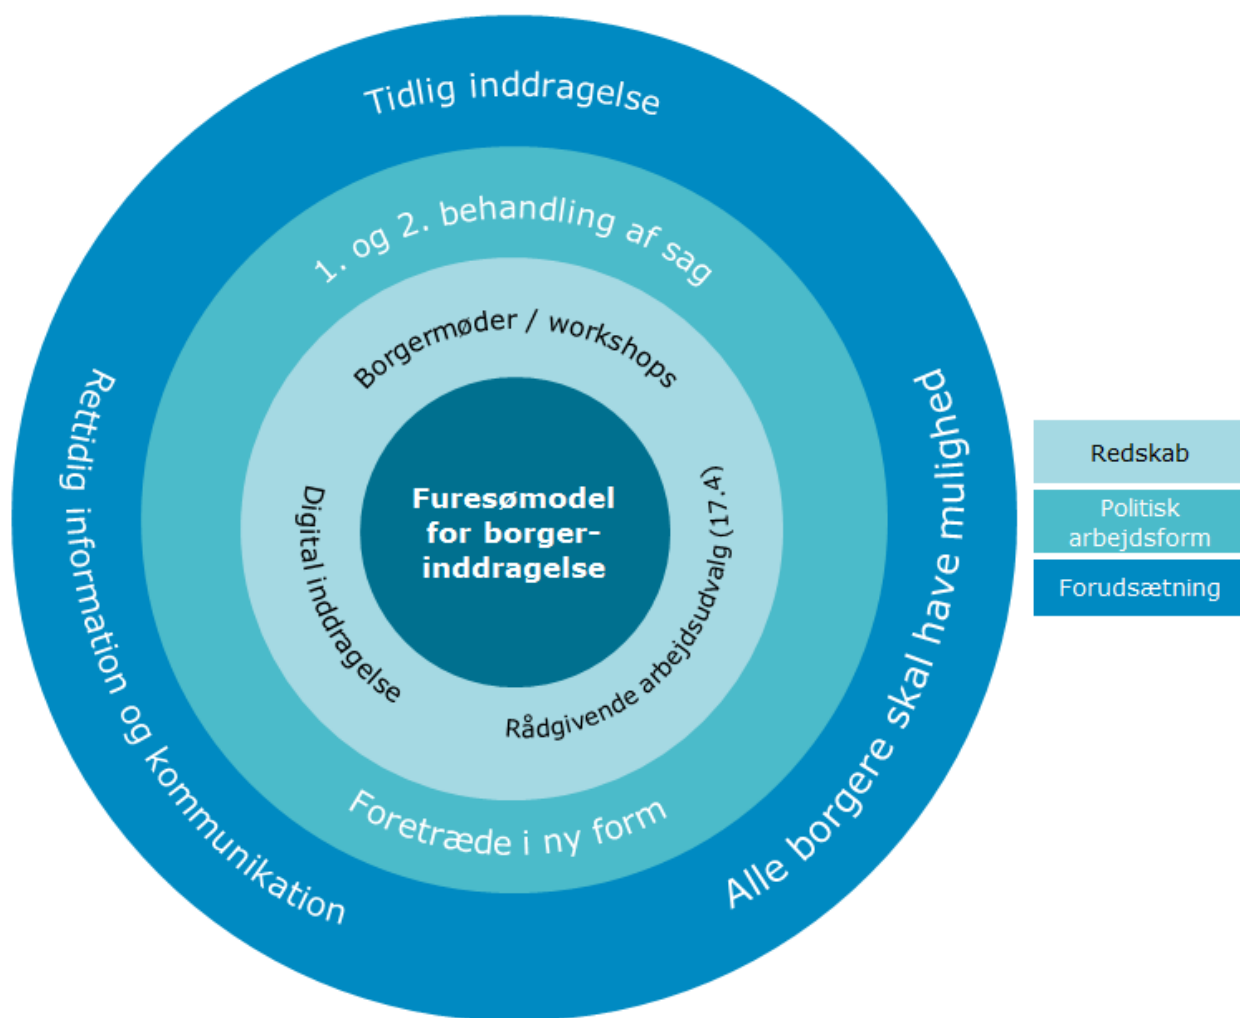 Tidlig inddragelse
1. og 2. behandling af sag
Borgermøder / workshops
Furesømodel
for borger-
inddragelse
Digital inddragelse
Rådgivende arbejdsudvalg (17.4)
Foretræde i ny form
Rettidig information og kommunikation
Alle borgere skal have mulighed
Redskab
Politisk
arbejdsform
Forudsætning